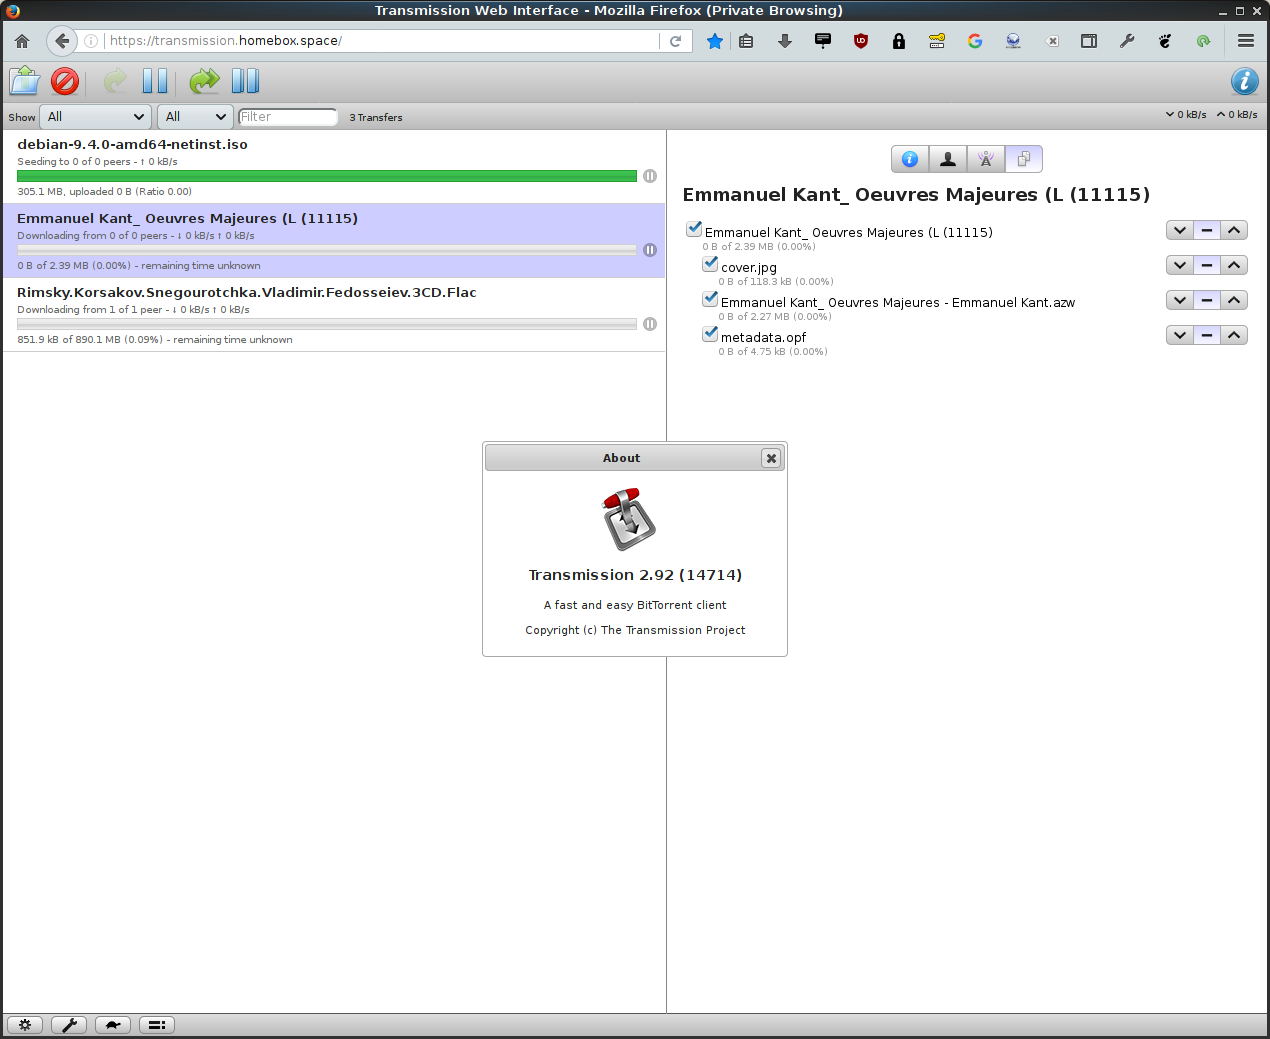 Transmission Web Interface - Mozilla Firefox (Private Browsing)
https://transmission.homebox.space/
Show All All Filter 3 Transfers 0 kB/s 0 kB/s
debian-9.4.0-amd64-netinst.iso
Seeding to 0 of 0 peers - ↑ 0 kB/s
305.1 MB, uploaded 0 B (Ratio 0.00)
Emmanuel Kant_ Oeuvres Majeures (L (11115)
Downloading from 0 of 0 peers - ↓ 0 kB/s ↑ 0 kB/s
0 B of 2.39 MB (0.00%) - remaining time unknown
Rimsky.Korsakov.Snegourotchka.Vladimir.Fedosseiev.3CD.Flac
Downloading from 1 of 1 peer - ↓ 0 kB/s ↑ 0 kB/s
851.9 kB of 890.1 MB (0.09%) - remaining time unknown
Emmanuel Kant_ Oeuvres Majeures (L (11115)
Emmanuel Kant_ Oeuvres Majeures (L (11115)
0 B of 2.39 MB (0.00%)
cover.jpg
0 B of 118.3 kB (0.00%)
Emmanuel Kant_ Oeuvres Majeures - Emmanuel Kant.azw
0 B of 2.27 MB (0.00%)
metadata.opf
0 B of 4.75 kB (0.00%)
About
Transmission 2.92 (14714)
A fast and easy BitTorrent client
Copyright (c) The Transmission Project